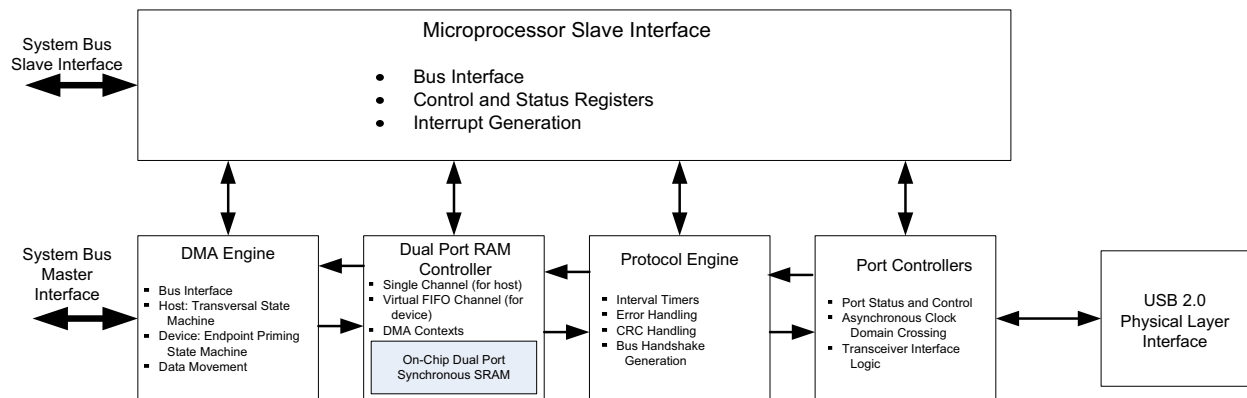 Microprocessor Slave Interface
System Bus
Slave Interface
• Bus Interface
• Control and Status Registers
• Interrupt Generation
System Bus
Master
Interface
DMA Engine
▪ Bus Interface
▪ Host: Transversal State
Machine
▪ Device: Endpoint Priming
State Machine
▪ Data Movement
Dual Port RAM
Controller
▪ Single Channel (for host)
▪ Virtual FIFO Channel (for
device)
▪ DMA Contexts
On-Chip Dual Port
Synchronous SRAM
Protocol Engine
▪ Interval Timers
▪ Error Handling
▪ CRC Handling
▪ Bus Handshake
Generation
Port Controllers
▪ Port Status and Control
▪ Asynchronous Clock
Domain Crossing
▪ Transceiver Interface
Logic
USB 2.0
Physical Layer
Interface